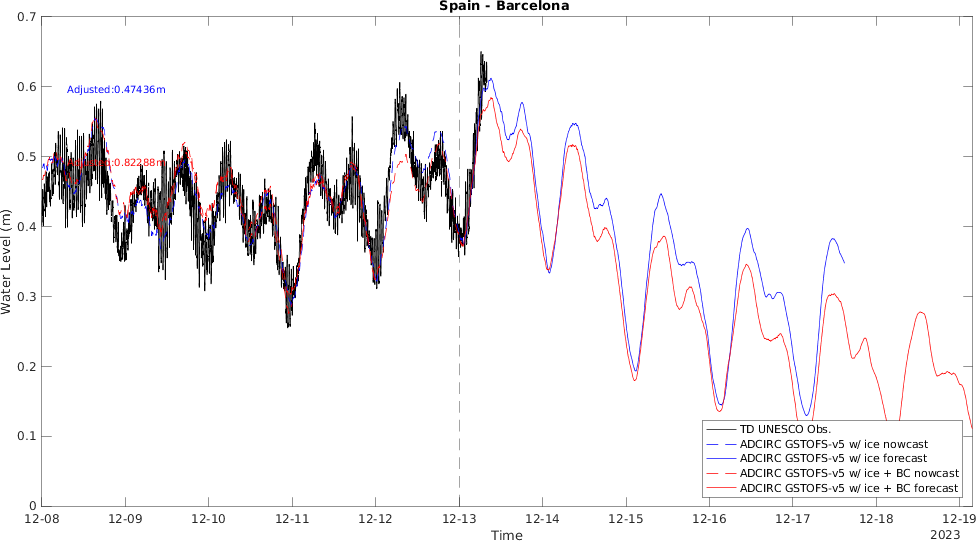 Spain - Barcelona
0.7
0.6
0.5
0.4
0.3
0.2
0.1
0
Water Level (m)
Adjusted:0.47436m
:0.82288m
TD UNESCO Obs.
ADCIRC GSTOFS-v5 w/ ice nowcast
ADCIRC GSTOFS-v5 w/ ice forecast
ADCIRC GSTOFS-v5 w/ ice + BC nowcast
ADCIRC GSTOFS-v5 w/ ice + BC forecast
12-08 12-09 12-10 12-11 12-12 12-13 12-14 12-15 12-16 12-17 12-18 12-19
Time
2023